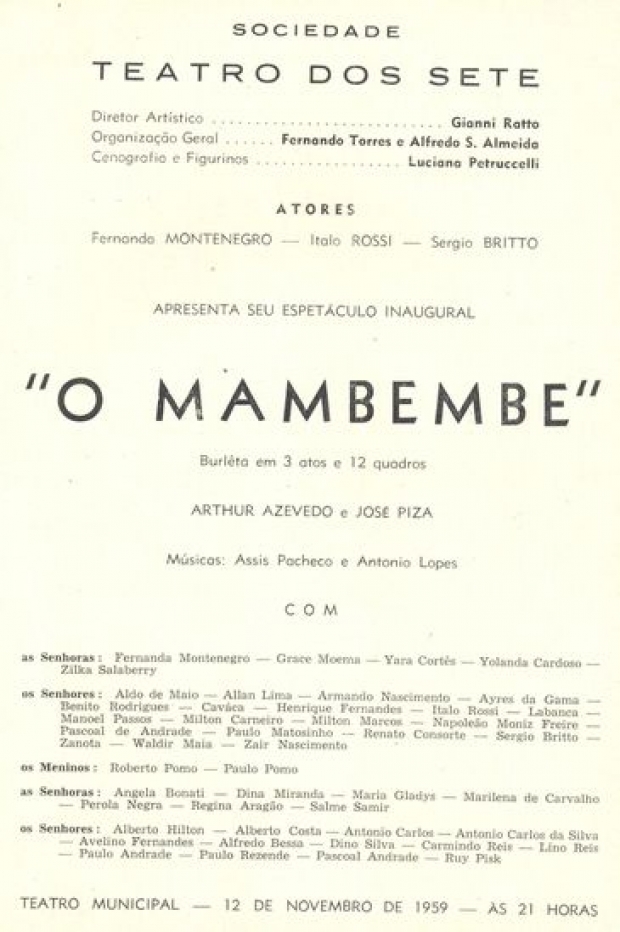 SOCIEDADE
TEATRO DOS SETE
Diretor Artístico . . . . . . . . . . . . . . . . . . . . . . . . . . Gianni Ratto
Organização Geral . . . . . . Fernando Torres e Alfredo S. Almeida
Cenografia e Figurinos . . . . . . . . . . . . . . . . Luciana Petruccelli
ATORES
Fernanda MONTENEGRO — Italo ROSSI — Sergio BRITTO
APRESENTA SEU ESPETÁCULO INAUGURAL
"O MAMBEMBE"
Burlêta em 3 atos e 12 quadros
ARTHUR AZEVEDO e JOSÉ PIZA
Músicas: Assis Pacheco e Antonio Lopes
COM
as Senhoras: Fernanda Montenegro — Grace Moema — Yara Cortês — Yolanda Cardoso —
Zilka Salaberry
os Senhores: Aldo de Maio — Allan Lima — Armando Nascimento — Ayres da Gama —
Benito Rodrigues — Caváca — Henrique Fernandes — Italo Rossi — Labanca —
Manoel Passos — Milton Carneiro — Milton Marcos — Napoleão Moniz Freire —
Pascoal de Andrade — Paulo Matosinho — Renato Consorte — Sergio Britto —
Zanota — Waldir Maia — Zair Nascimento
os Meninos: Roberto Pomo — Paulo Pomo
as Senhoras: Angela Bonati — Dina Miranda — Maria Gladys — Marilena de Carvalho
— Perola Negra — Regina Aragão — Salme Samir
os Senhores: Alberto Hilton — Alberto Costa — Antonio Carlos — Antonio Carlos da Silva
— Avelino Fernandes — Alfredo Bessa — Dino Silva — Carmindo Reis — Lino Reis
— Paulo Andrade — Paulo Rezende — Pascoal Andrade — Ruy Pisk
TEATRO MUNICIPAL — 12 DE NOVEMBRO DE 1959 — ÀS 21 HORAS